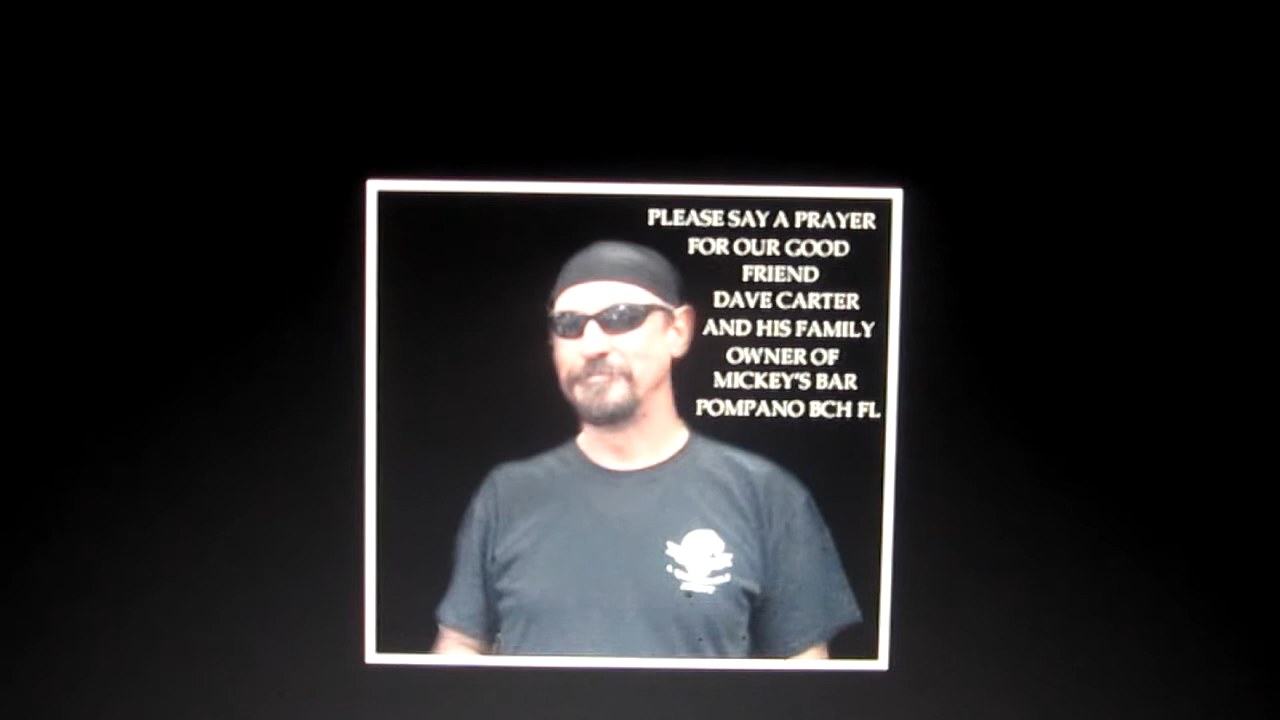 PLEASE SAY A PRAYER
FOR OUR GOOD
FRIEND
DAVE CARTER
AND HIS FAMILY
OWNER OF
MICKEY'S BAR
POMPANO BCH FL